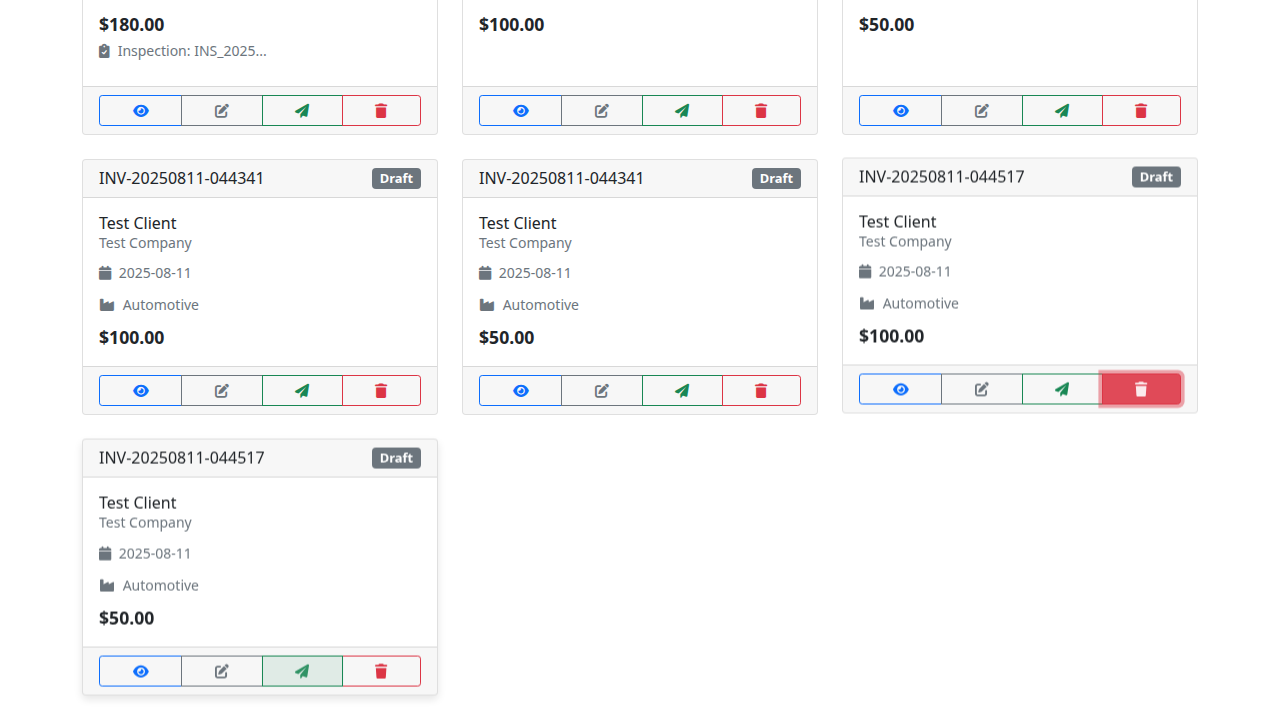 $180.00
Inspection: INS_2025...
$100.00
$50.00
INV-20250811-044341
Draft
Test Client
Test Company
2025-08-11
Automotive
$100.00
INV-20250811-044341
Draft
Test Client
Test Company
2025-08-11
Automotive
$50.00
INV-20250811-044517
Draft
Test Client
Test Company
2025-08-11
Automotive
$100.00
INV-20250811-044517
Draft
Test Client
Test Company
2025-08-11
Automotive
$50.00